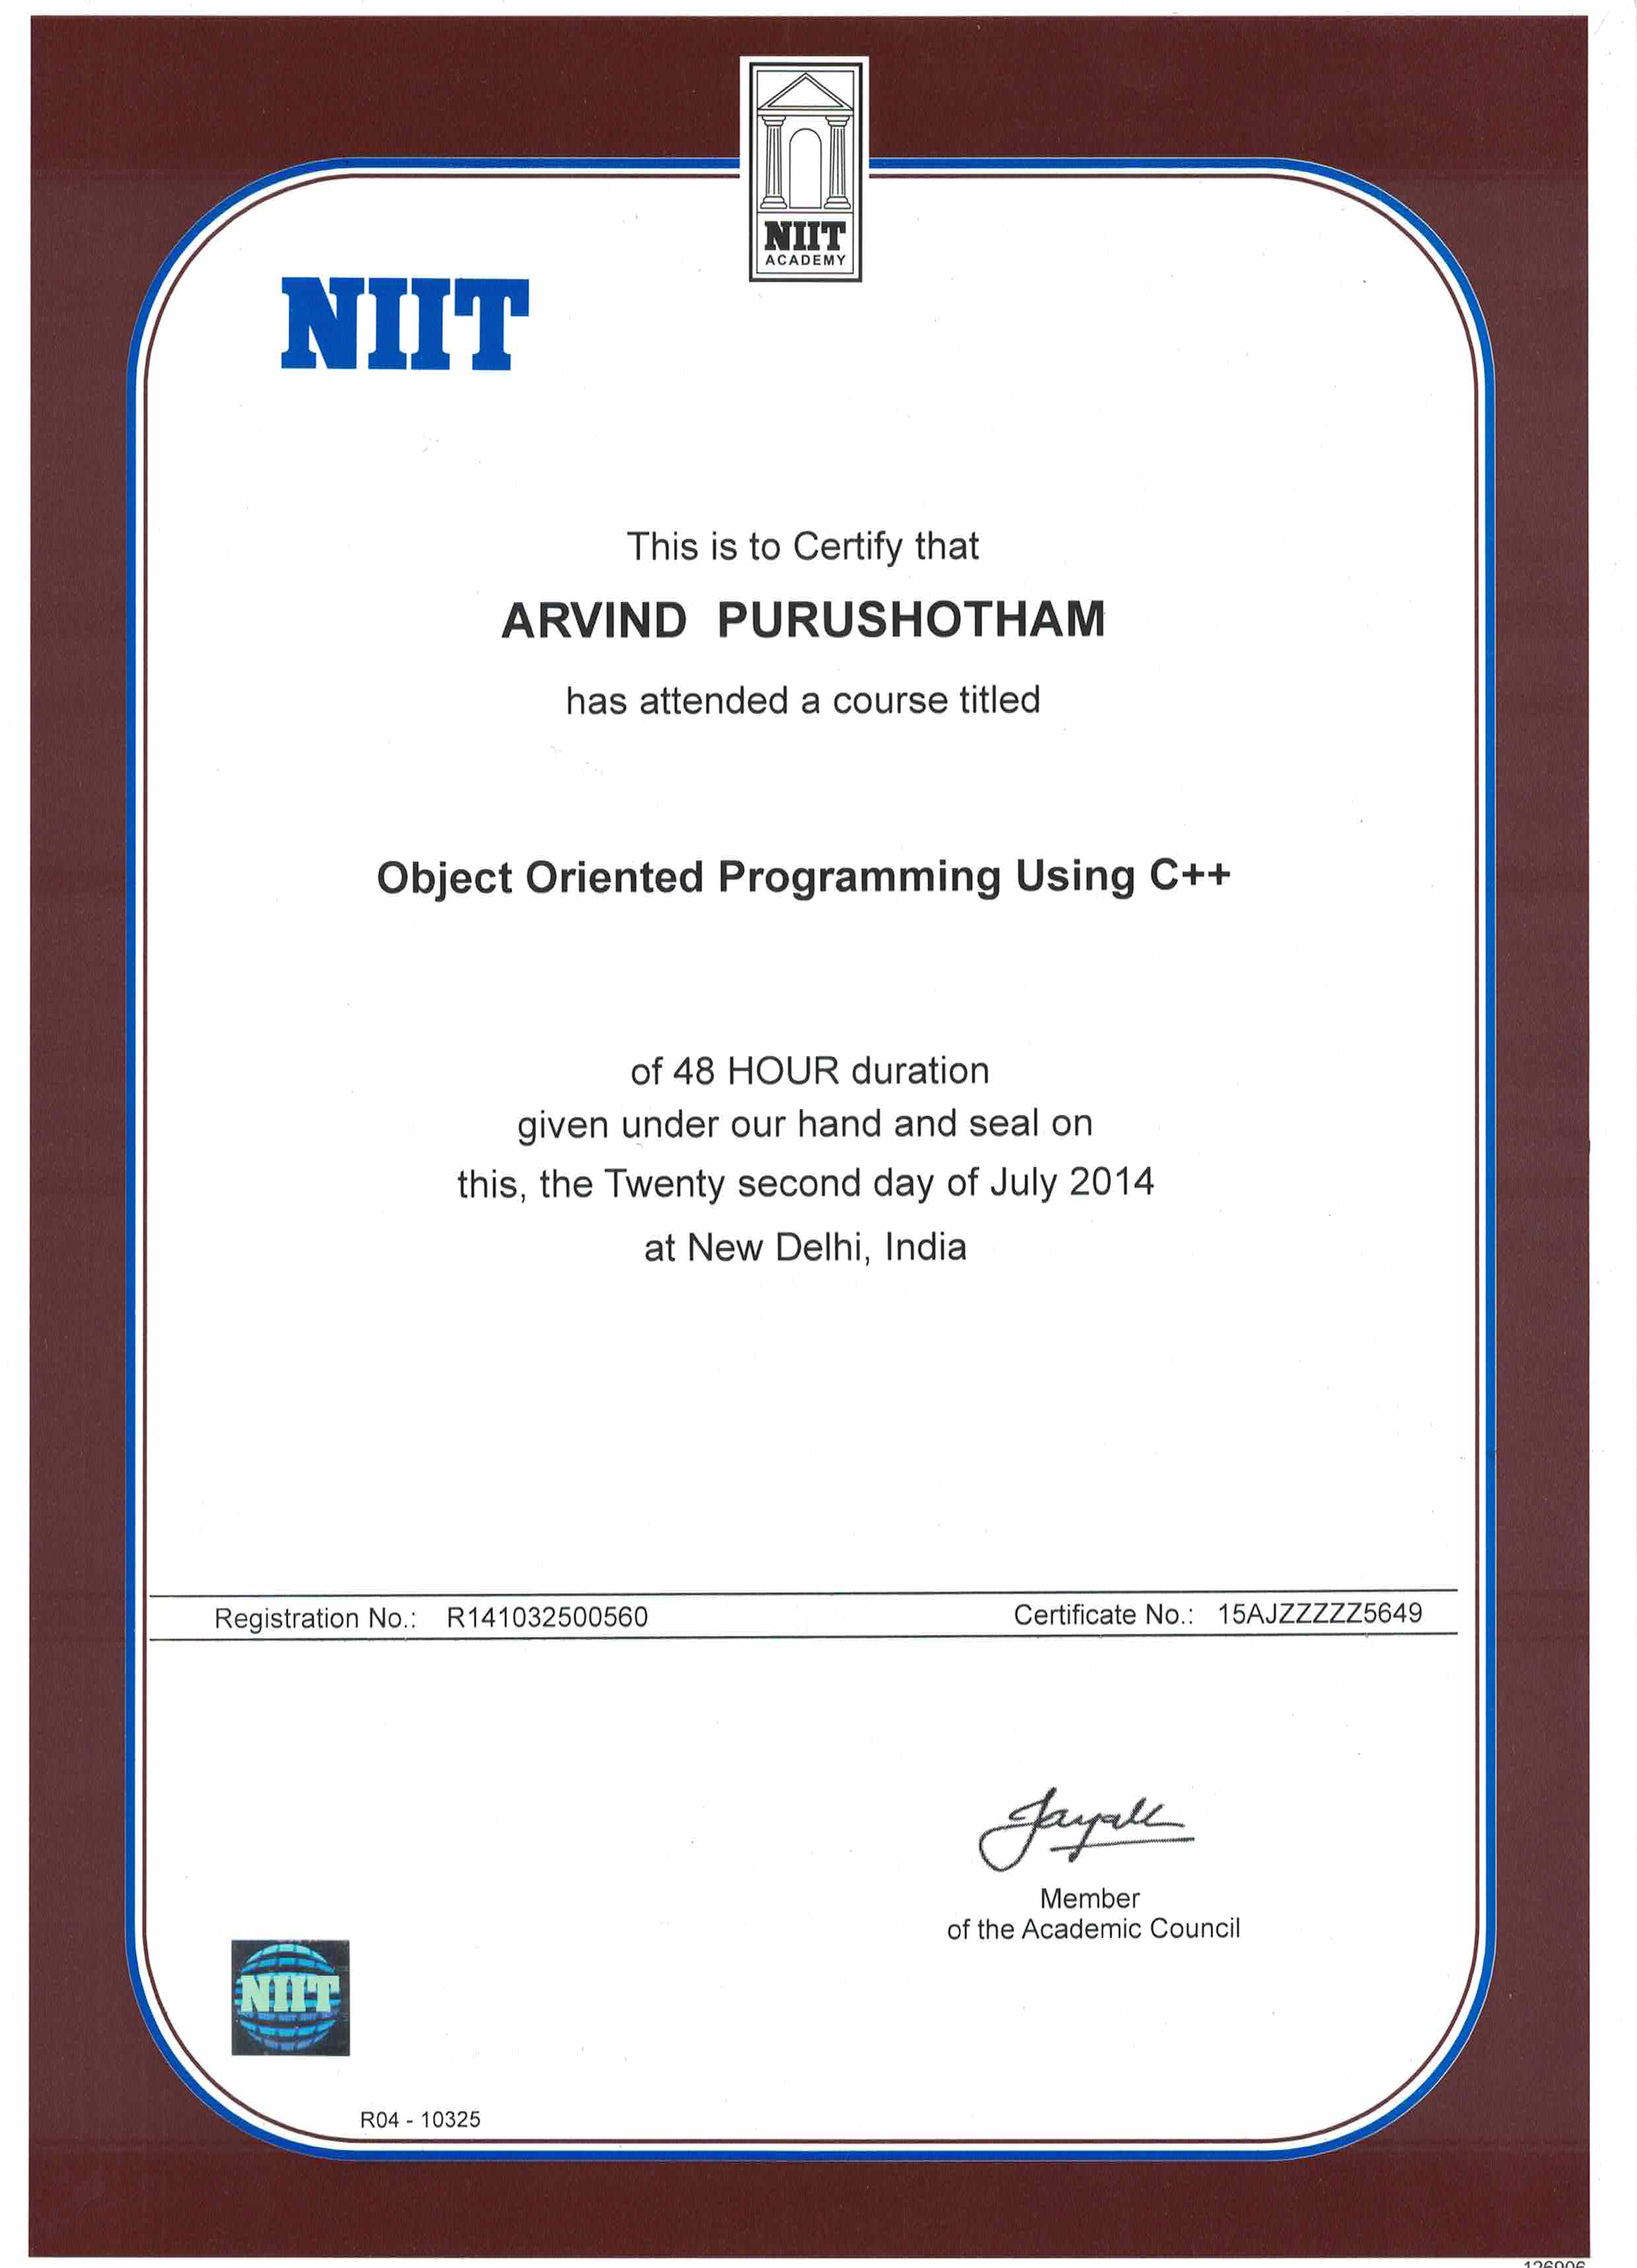 NIIT
ACADEMY
NIIT
This is to Certify that
ARVIND PURUSHOTHAM
has attended a course titled
Object Oriented Programming Using C++
of 48 HOUR duration
given under our hand and seal on
this, the Twenty second day of July 2014
at New Delhi, India
Registration No.: R141032500560 Certificate No.: 15AJZZZZZ5649
Member
of the Academic Council
NIIT
R04 - 10325